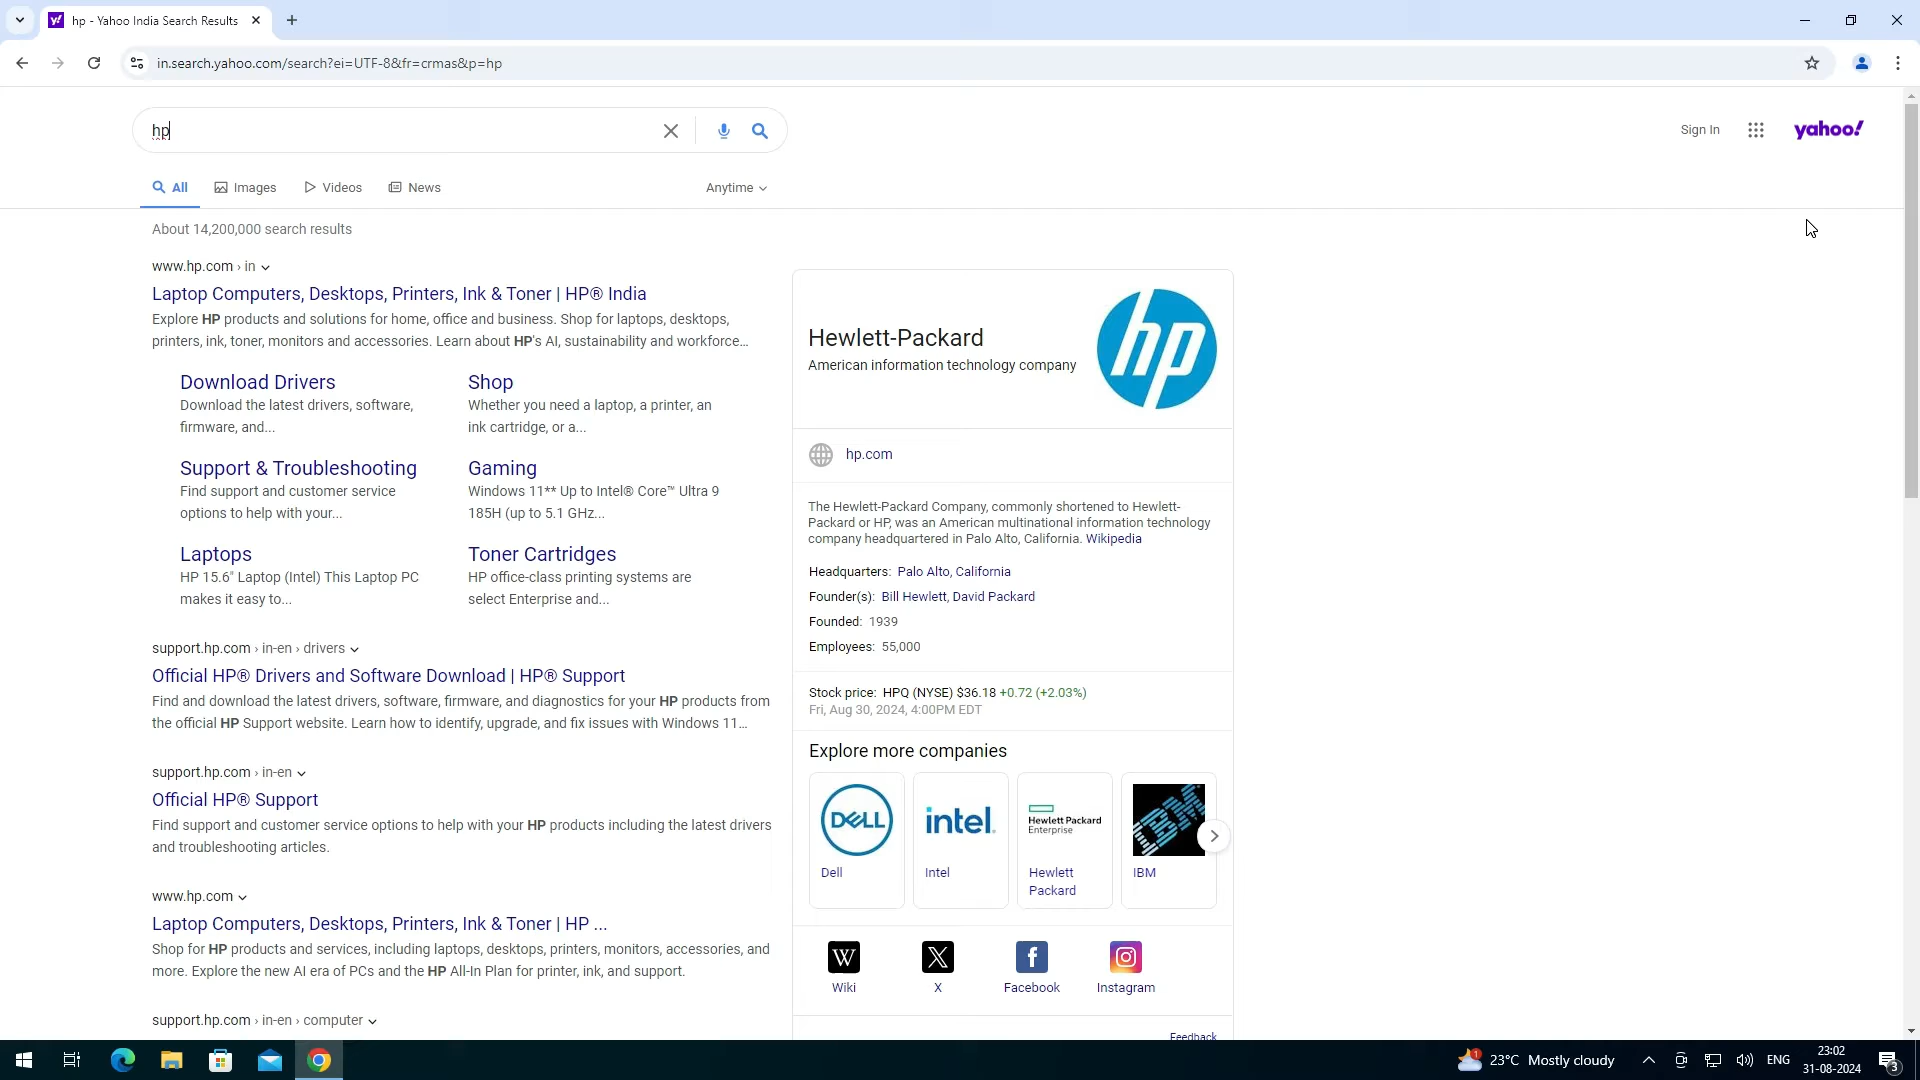 hp - Yahoo India Search Results
in.search.yahoo.com/search?ei=UTF-8&fr=crmas&p=hp
hp
Sign In
yahoo!
All Images Videos News Anytime
About 14,200,000 search results
www.hp.com › in
Laptop Computers, Desktops, Printers, Ink & Toner | HP® India
Explore HP products and solutions for home, office and business. Shop for laptops, desktops,
printers, ink, toner, monitors and accessories. Learn about HP's AI, sustainability and workforce…
Download Drivers
Download the latest drivers, software,
firmware, and...
Shop
Whether you need a laptop, a printer, an
ink cartridge, or a...
Support & Troubleshooting
Find support and customer service
options to help with your...
Gaming
Windows 11** Up to Intel® Core™ Ultra 9
185H (up to 5.1 GHz...
Laptops
HP 15.6" Laptop (Intel) This Laptop PC
makes it easy to...
Toner Cartridges
HP office-class printing systems are
select Enterprise and...
support.hp.com › in-en › drivers
Official HP® Drivers and Software Download | HP® Support
Find and download the latest drivers, software, firmware, and diagnostics for your HP products from
the official HP Support website. Learn how to identify, upgrade, and fix issues with Windows 11…
support.hp.com › in-en
Official HP® Support
Find support and customer service options to help with your HP products including the latest drivers
and troubleshooting articles.
www.hp.com
Laptop Computers, Desktops, Printers, Ink & Toner | HP ...
Shop for HP products and services, including laptops, desktops, printers, monitors, accessories, and
more. Explore the new AI era of PCs and the HP All-In Plan for printer, ink, and support.
support.hp.com › in-en › computer
Hewlett-Packard
American information technology company
hp
hp.com
The Hewlett-Packard Company, commonly shortened to Hewlett-
Packard or HP, was an American multinational information technology
company headquartered in Palo Alto, California. Wikipedia
Headquarters: Palo Alto, California
Founder(s): Bill Hewlett, David Packard
Founded: 1939
Employees: 55,000
Stock price: HPQ (NYSE) $36.18 +0.72 (+2.03%)
Fri, Aug 30, 2024, 4:00PM EDT
Explore more companies
DELL
Dell
intel.
Intel
Hewlett Packard
Enterprise
Hewlett
Packard
IBM
IBM
W
Wiki
X
Facebook
Instagram
Feedback
1
23°C Mostly cloudy
ENG
23:02
31-08-2024
3